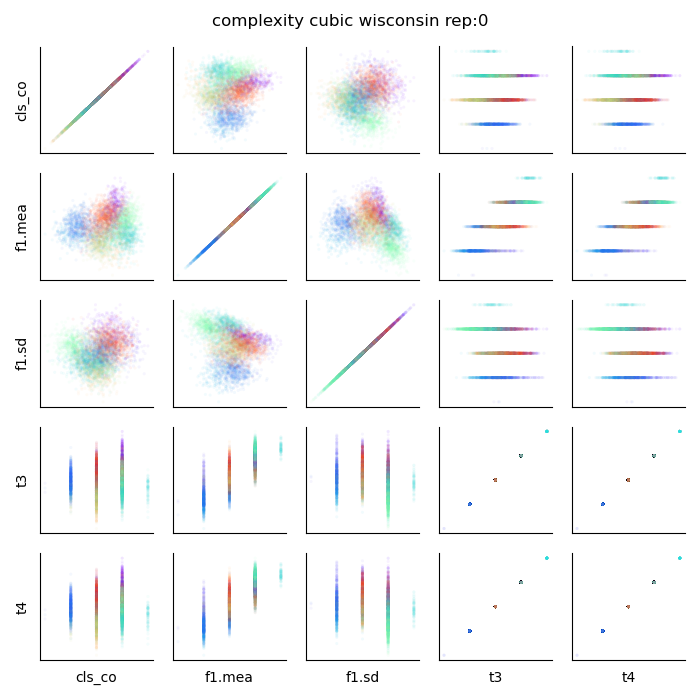 complexity cubic wisconsin rep:0
cls_co
f1.mea
f1.sd
t3
t4
cls_co f1.mea f1.sd t3 t4